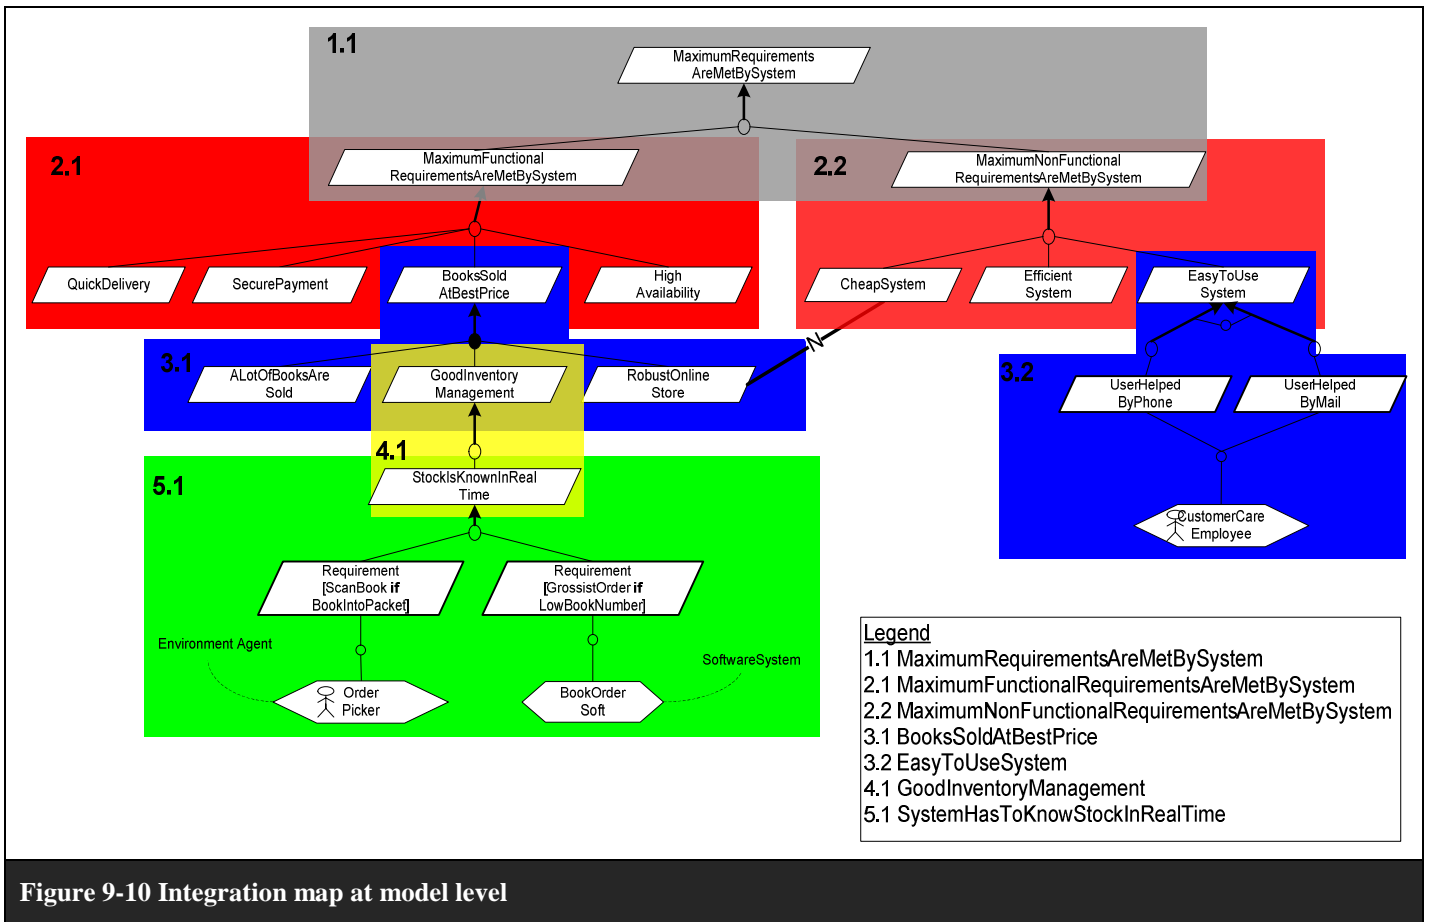 1.1
MaximumRequirements
AreMetBySystem
2.1
MaximumFunctional
RequirementsAreMetBySystem
2.2
MaximumNonFunctional
RequirementsAreMetBySystem
QuickDelivery
SecurePayment
BooksSold
AtBestPrice
High
Availability
CheapSystem
Efficient
System
EasyToUse
System
N
3.1
ALotOfBooksAre
Sold
GoodInventory
Management
RobustOnline
Store
3.2
UserHelped
ByPhone
UserHelped
ByMail
4.1
StockIsKnownInReal
Time
5.1
CustomerCare
Employee
Requirement
[ScanBook if
BookIntoPacket]
Requirement
[GrossistOrder if
LowBookNumber]
Environment Agent
SoftwareSystem
Order
Picker
BookOrder
Soft
Legend
1.1 MaximumRequirementsAreMetBySystem
2.1 MaximumFunctionalRequirementsAreMetBySystem
2.2 MaximumNonFunctionalRequirementsAreMetBySystem
3.1 BooksSoldAtBestPrice
3.2 EasyToUseSystem
4.1 GoodInventoryManagement
5.1 SystemHasToKnowStockInRealTime
Figure 9-10 Integration map at model level